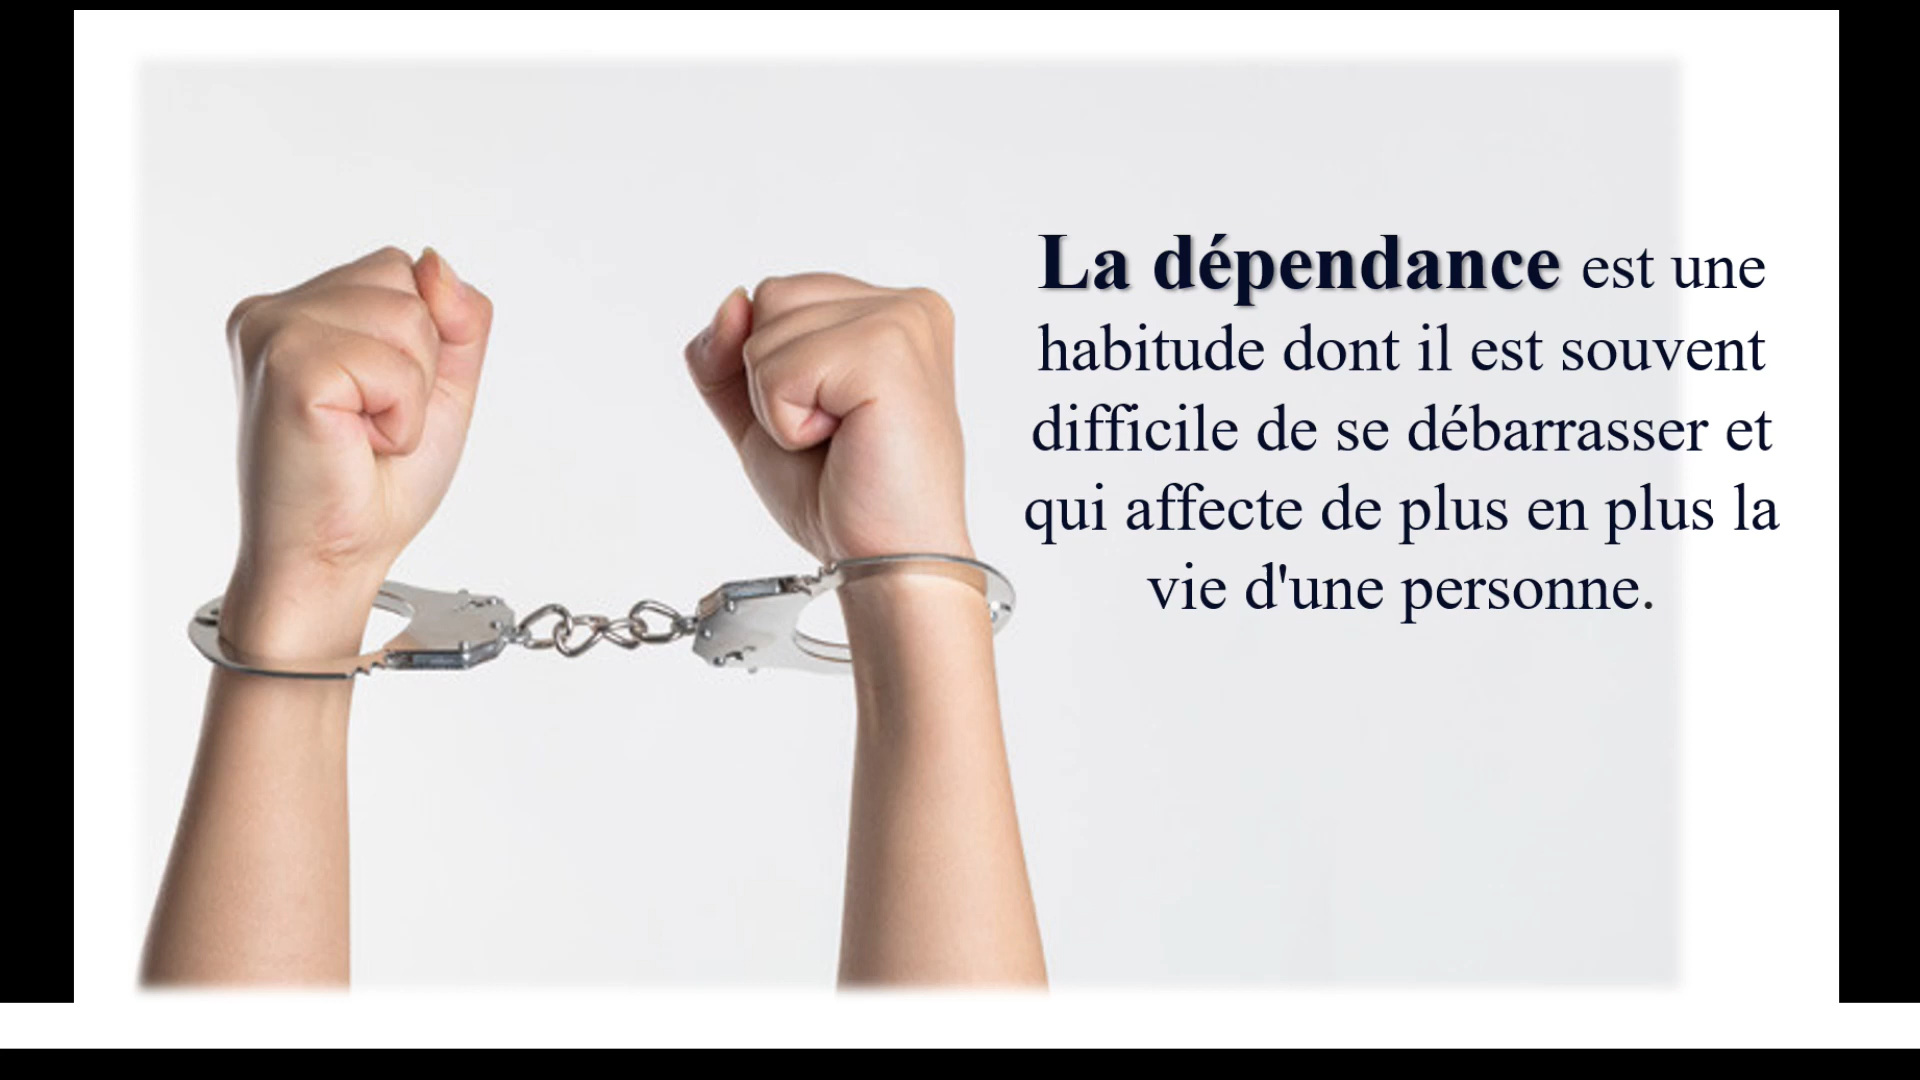 La dépendance est une
habitude dont il est souvent
difficile de se débarrasser et
qui affecte de plus en plus la
vie d'une personne.